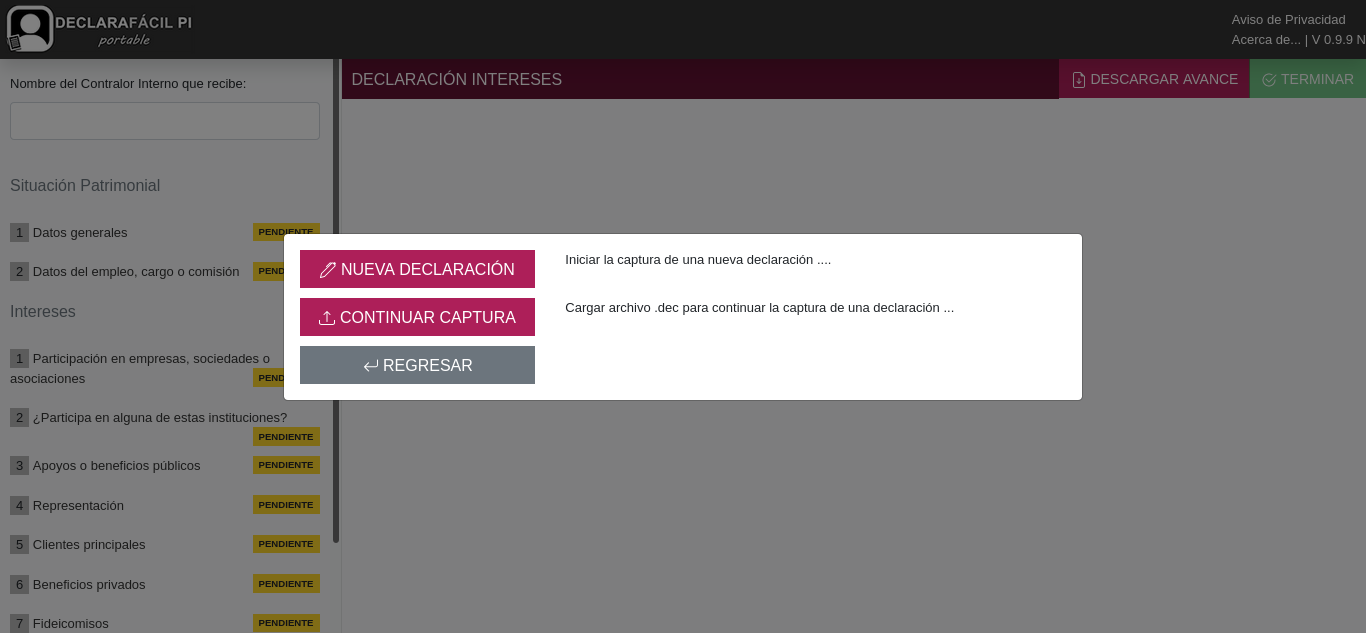 DECLARAFÁCIL PI
portable
Aviso de Privacidad
Acerca de... | V 0.9.9 N
Nombre del Contralor Interno que recibe:
DECLARACIÓN INTERESES
DESCARGAR AVANCE
TERMINAR
Situación Patrimonial
1 Datos generales PENDIENTE
2 Datos del empleo, cargo o comisión PEND
Intereses
1 Participación en empresas, sociedades o
asociaciones PEND
2 ¿Participa en alguna de estas instituciones?
PENDIENTE
3 Apoyos o beneficios públicos PENDIENTE
4 Representación PENDIENTE
5 Clientes principales PENDIENTE
6 Beneficios privados PENDIENTE
7 Fideicomisos PENDIENTE
NUEVA DECLARACIÓN
Iniciar la captura de una nueva declaración ....
CONTINUAR CAPTURA
Cargar archivo .dec para continuar la captura de una declaración ...
REGRESAR